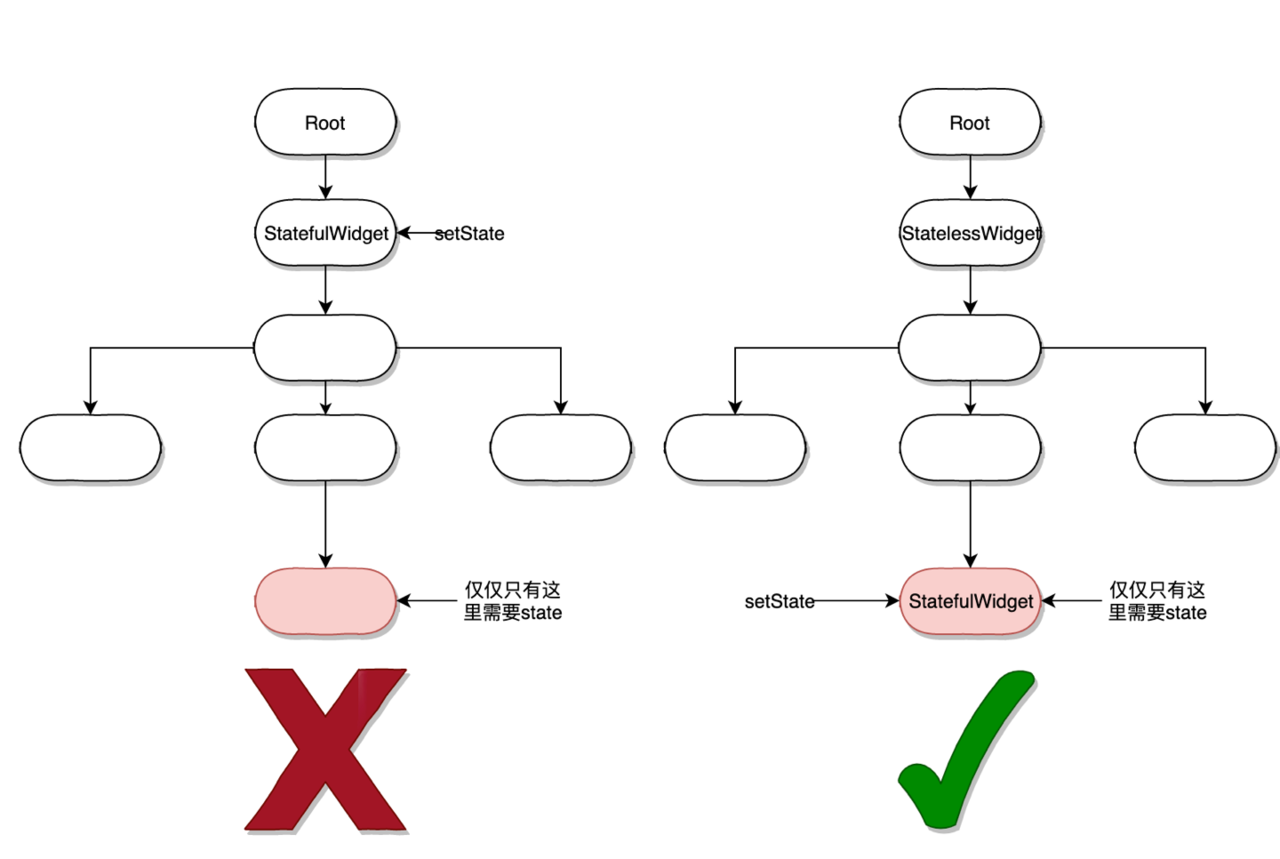 Root
StatefulWidget
setState
仅仅只有这
里需要state
Root
StatelessWidget
setState
StatefulWidget
仅仅只有这
里需要state